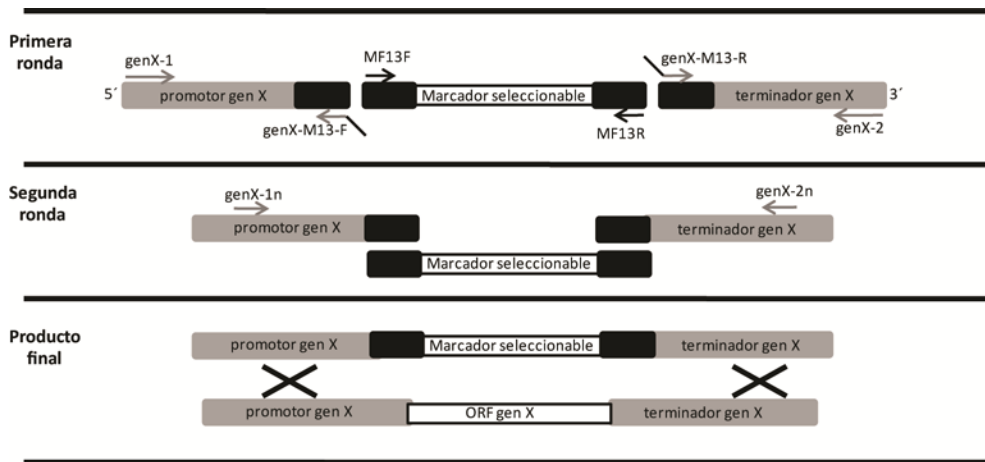 Primera
ronda
genX-1
MF13F
genX-M13-R
5´
promotor gen X
Marcador seleccionable
terminador gen X
3´
genX-M13-F
MF13R
genX-2
Segunda
ronda
genX-1n
genX-2n
promotor gen X
terminador gen X
Marcador seleccionable
Producto
final
promotor gen X
Marcador seleccionable
terminador gen X
promotor gen X
ORF gen X
terminador gen X